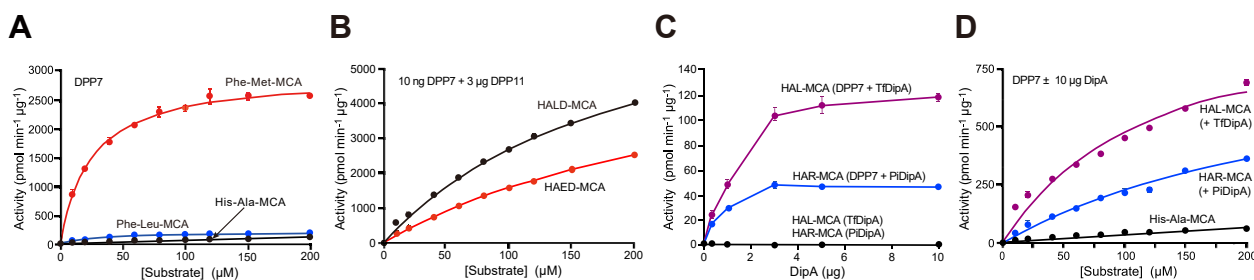 A
B
C
D
3000
2500
2000
1500
1000
500
0
DPP7
Phe-Met-MCA
Phe-Leu-MCA
His-Ala-MCA
Activity (pmol min⁻¹ µg⁻¹)
0 50 100 150 200
[Substrate] (µM)
5000
4000
3000
2000
1000
0
10 ng DPP7 + 3 µg DPP11
HALD-MCA
HAED-MCA
Activity (pmol min⁻¹ µg⁻¹)
0 50 100 150 200
[Substrate] (µM)
140
120
100
80
60
40
20
0
HAL-MCA (DPP7 + TfDipA)
HAR-MCA (DPP7 + PiDipA)
HAL-MCA (TfDipA)
HAR-MCA (PiDipA)
Activity (pmol min⁻¹ µg⁻¹)
0 2 4 6 8 10
DipA (µg)
750
500
250
0
DPP7 ± 10 µg DipA
HAL-MCA
(+ TfDipA)
HAR-MCA
(+ PiDipA)
His-Ala-MCA
Activity (pmol min⁻¹ µg⁻¹)
0 50 100 150 200
[Substrate] (µM)